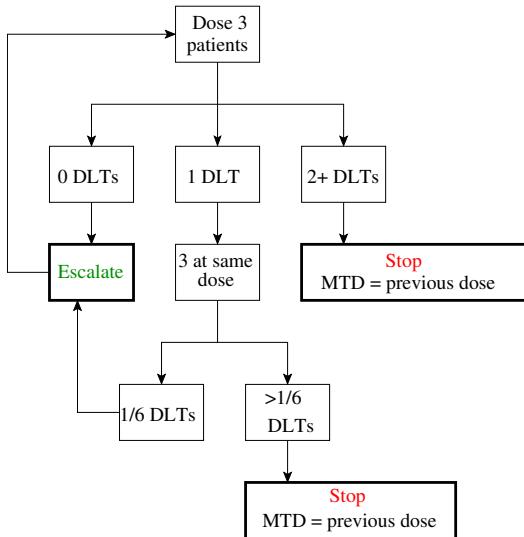 Dose 3
patients
0 DLTs
1 DLT
2+ DLTs
Escalate
3 at same
dose
Stop
MTD = previous dose
1/6 DLTs
>1/6
DLTs
Stop
MTD = previous dose